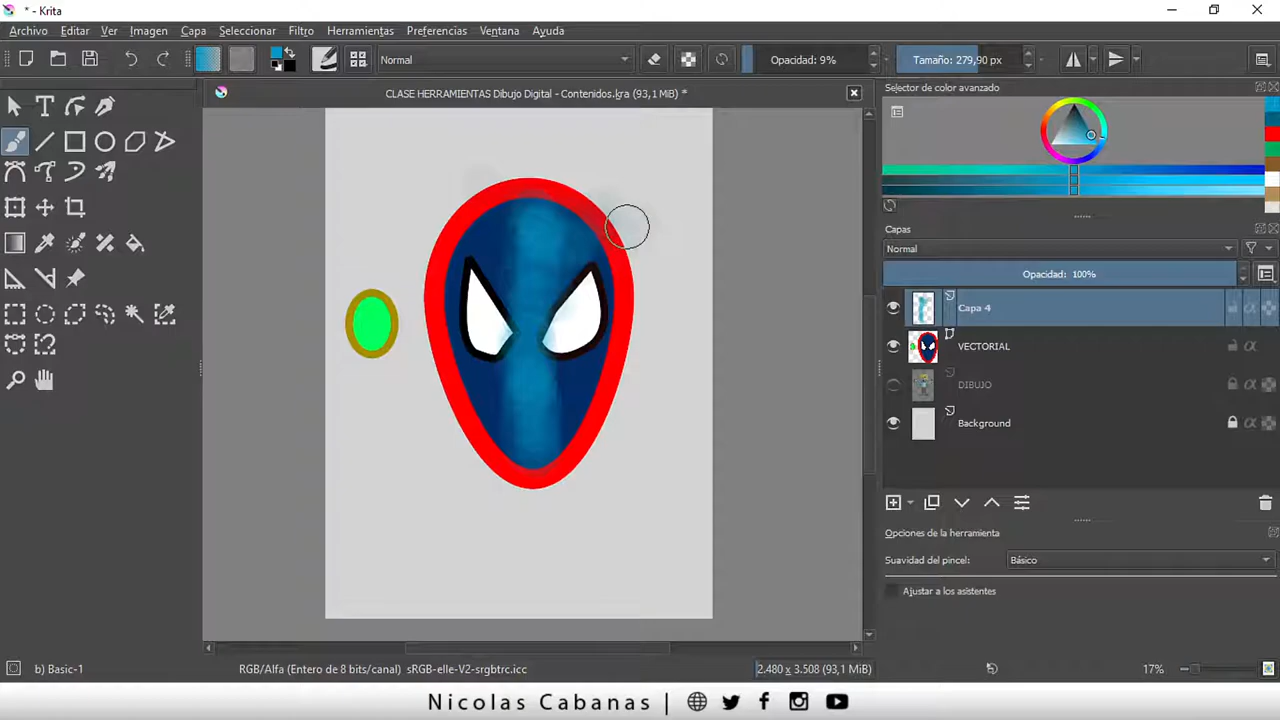 * - Krita
Archivo Editar Ver Imagen Capa Seleccionar Filtro Herramientas Preferencias Ventana Ayuda
Normal Opacidad: 9% Tamaño: 279,90 px
CLASE HERRAMIENTAS Dibujo Digital - Contenidos.kra (93,1 MiB) *
Selector de color avanzado
Capas
Normal
Opacidad: 100%
Capa 4
VECTORIAL
DIBUJO
Background
Opciones de la herramienta
Suavidad del pincel: Básico
Ajustar a los asistentes
b) Basic-1 RGB/Alfa (Entero de 8 bits/canal) sRGB-elle-V2-srgbtrc.icc 2.480 x 3.508 (93,1 MiB) 17%
Nicolas Cabanas |